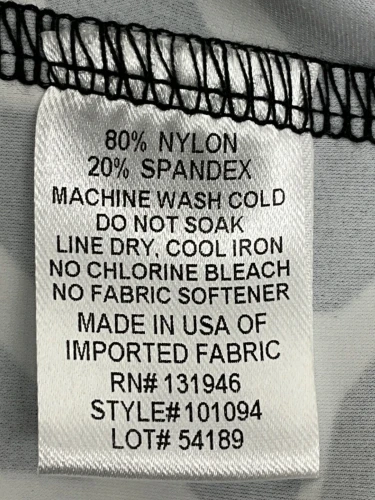 80% NYLON
20% SPANDEX
MACHINE WASH COLD
DO NOT SOAK
LINE DRY, COOL IRON
NO CHLORINE BLEACH
NO FABRIC SOFTENER
MADE IN USA OF
IMPORTED FABRIC
RN# 131946
STYLE#101094
LOT# 54189